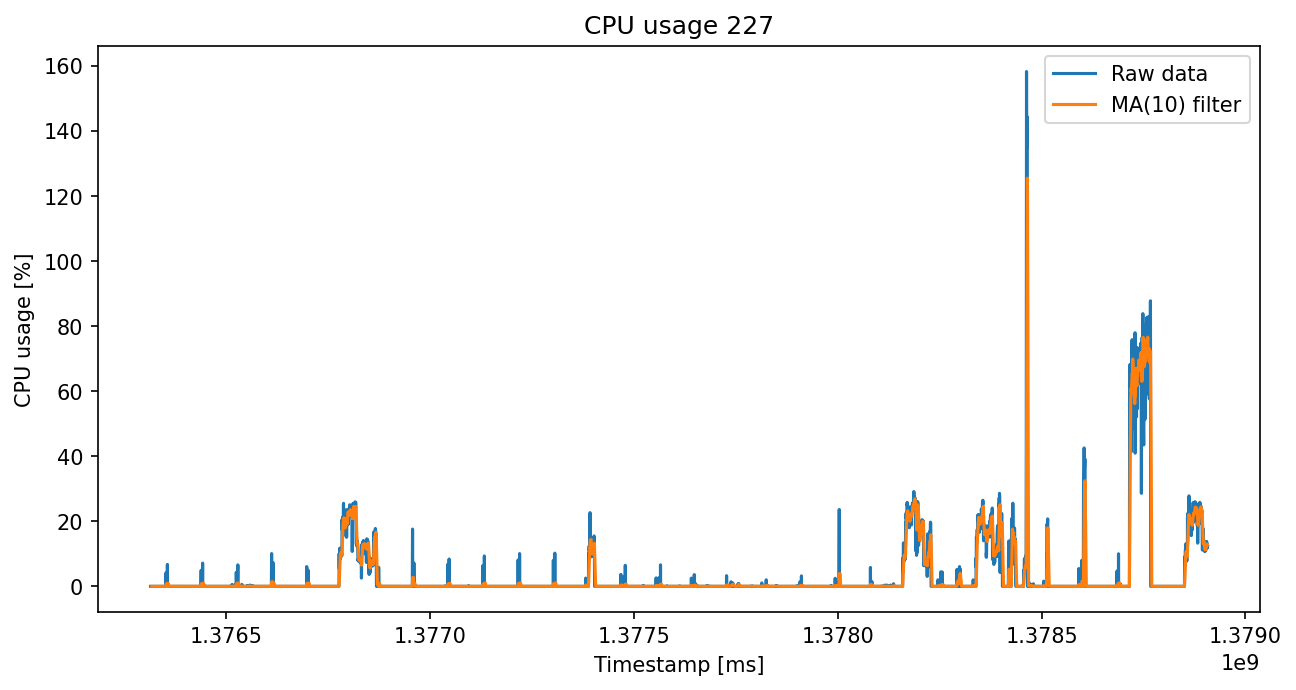 CPU usage 227
Raw data
MA(10) filter
CPU usage [%]
160
140
120
100
80
60
40
20
0
1.3765 1.3770 1.3775 1.3780 1.3785 1.3790
1e9
Timestamp [ms]